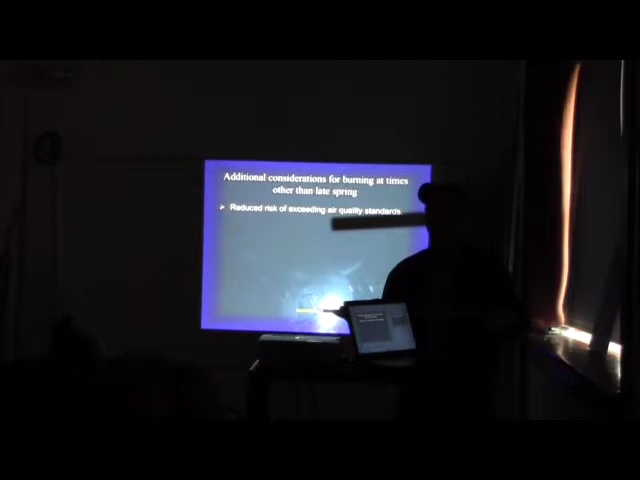 Additional considerations for burning at times
other than late spring
➢ Reduced risk of exceeding air quality standards.